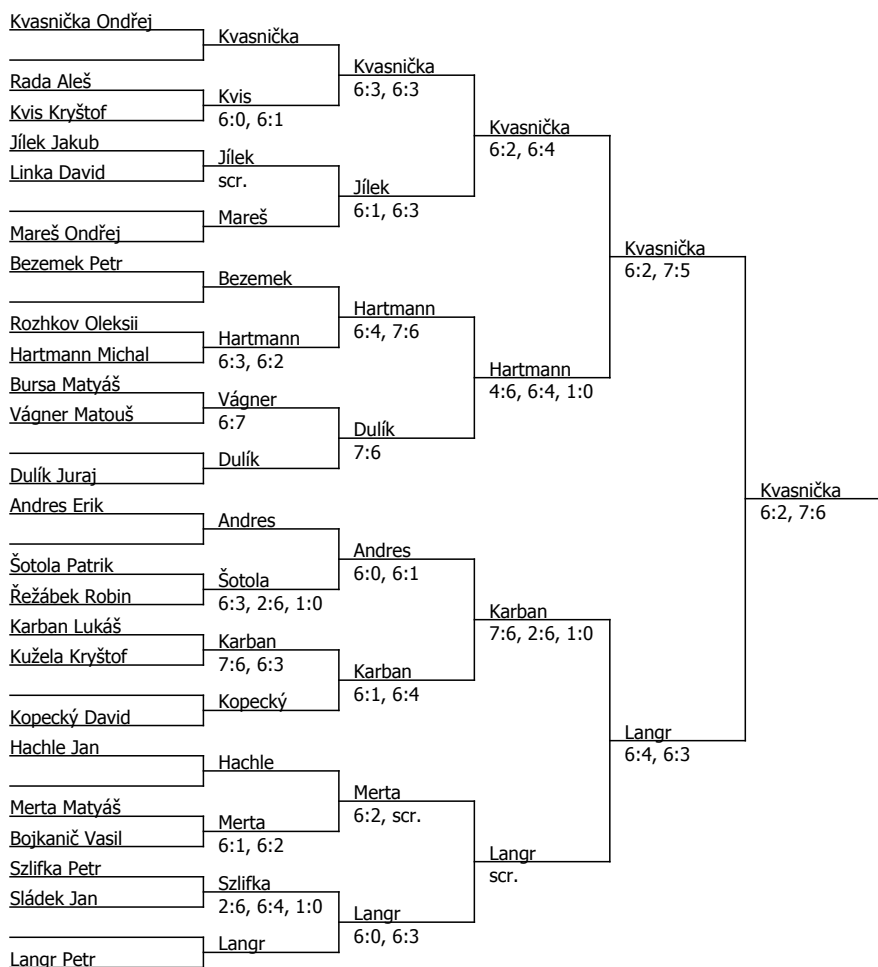 Kvasnička Ondřej
Rada Aleš
Kvis Kryštof
Jílek Jakub
Linka David
Mareš Ondřej
Bezemek Petr
Rozhkov Oleksii
Hartmann Michal
Bursa Matyáš
Vágner Matouš
Dulík Juraj
Andres Erik
Šotola Patrik
Řežábek Robin
Karban Lukáš
Kužela Kryštof
Kopecký David
Hachle Jan
Merta Matyáš
Bojkanič Vasil
Szlifka Petr
Sládek Jan
Langr Petr
Kvasnička
Kvis
6:0, 6:1
Jílek
scr.
Mareš
Bezemek
Hartmann
6:3, 6:2
Vágner
6:7
Dulík
Andres
Šotola
6:3, 2:6, 1:0
Karban
7:6, 6:3
Kopecký
Hachle
Merta
6:1, 6:2
Szlifka
2:6, 6:4, 1:0
Langr
Kvasnička
6:3, 6:3
Jílek
6:1, 6:3
Hartmann
6:4, 7:6
Dulík
7:6
Andres
6:0, 6:1
Karban
6:1, 6:4
Merta
6:2, scr.
Langr
6:0, 6:3
Kvasnička
6:2, 6:4
Hartmann
4:6, 6:4, 1:0
Karban
7:6, 2:6, 1:0
Langr
scr.
Kvasnička
6:2, 7:5
Langr
6:4, 6:3
Kvasnička
6:2, 7:6